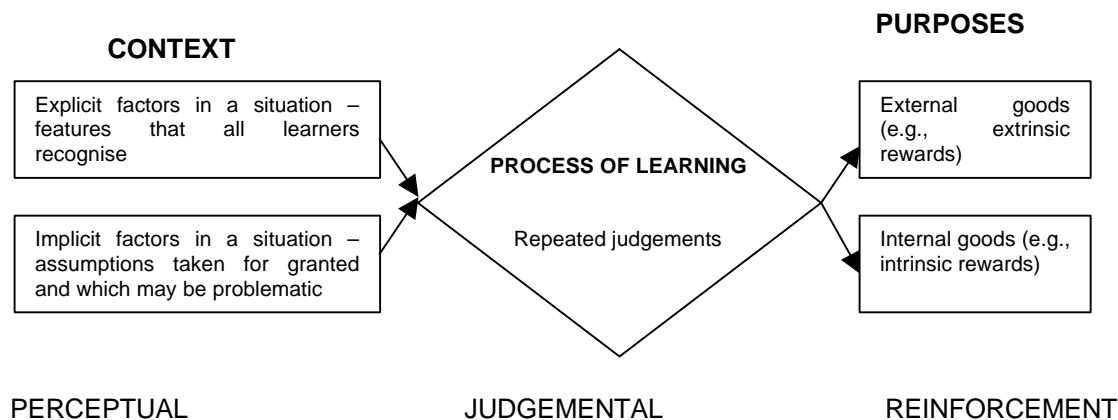 CONTEXT
Explicit factors in a situation –
features that all learners
recognise
Implicit factors in a situation –
assumptions taken for granted
and which may be problematic
PROCESS OF LEARNING
Repeated judgements
PURPOSES
External goods
(e.g., extrinsic
rewards)
Internal goods (e.g.,
intrinsic rewards)
PERCEPTUAL
JUDGEMENTAL
REINFORCEMENT